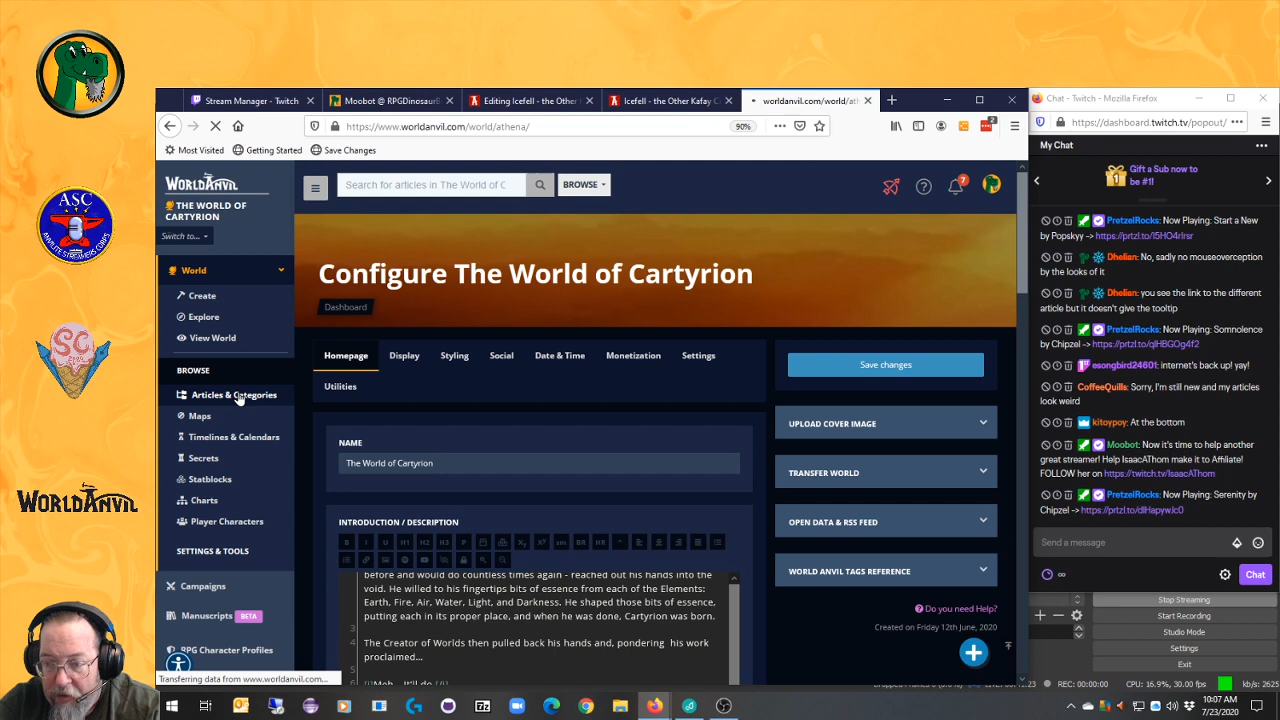 Stream Manager - Twitch
Moobot @ RPGDinosaurB
Editing Icefell - the Other
Icefell - the Other Kafay C
worldanvil.com/world/ath
https://www.worldanvil.com/world/athena/
90%
Most Visited
Getting Started
Save Changes
ASC
ANVILITE STREAMERS CORPS
SC
WORLDANVIL
WORLDANVIL
THE WORLD OF
CARTYRION
Switch to...
World
Create
Explore
View World
BROWSE
Articles & Categories
Maps
Timelines & Calendars
Secrets
Statblocks
Charts
Player Characters
SETTINGS & TOOLS
Campaigns
Manuscripts BETA
RPG Character Profiles
Transferring data from www.worldanvil.com...
Search for articles in The World of C
BROWSE
7
Configure The World of Cartyrion
Dashboard
Homepage
Display
Styling
Social
Date & Time
Monetization
Settings
Utilities
NAME
The World of Cartyrion
INTRODUCTION / DESCRIPTION
before and would do countless times again - reached out his hands into the
void. He willed to his fingertips bits of essence from each of the Elements:
Earth, Fire, Air, Water, Light, and Darkness. He shaped those bits of essence,
putting each in its proper place, and when he was done, Cartyrion was born.
3
4 The Creator of Worlds then pulled back his hands and, pondering his work
proclaimed...
5
Save changes
UPLOAD COVER IMAGE
TRANSFER WORLD
OPEN DATA & RSS FEED
WORLD ANVIL TAGS REFERENCE
Do you need Help?
Created on Friday 12th June, 2020
Chat - Twitch - Mozilla Firefox
https://dashboard.twitch.tv/popout/
My Chat
Gift a Sub now to
be #1!
PretzelRocks: Now Playing: Start a New
by Popskyy -> https://prtzl.to/15HO4rIrsr
Dhelian: No, sadly no mouseoverception
by the looks of it
Dhelian: you see the link to the different
article but it doesn't give the tooltip
PretzelRocks: Now Playing: Somnolence
by Chipzel -> https://prtzl.to/qlHBGOg4f2
esongbird24601: internet's back up! yay!
CoffeeQuills: Sorry, I'm still new and my articles
look weird
kitoypoy: At the bottom
Moobot: Now it's time to help another
great streamer! Help IsaacAThom make it to Affiliate!
FOLLOW her on https://twitch.tv/IsaacAThom
PretzelRocks: Now Playing: Serenity by
Chipzel -> https://prtzl.to/dlHapywJc0
Send a message
Chat
Stop Streaming
Start Recording
Studio Mode
Settings
Exit
REC: 00:00:00
CPU: 16.9%, 30.00 fps
kb/s: 2625
10:07 AM
7/23/2020